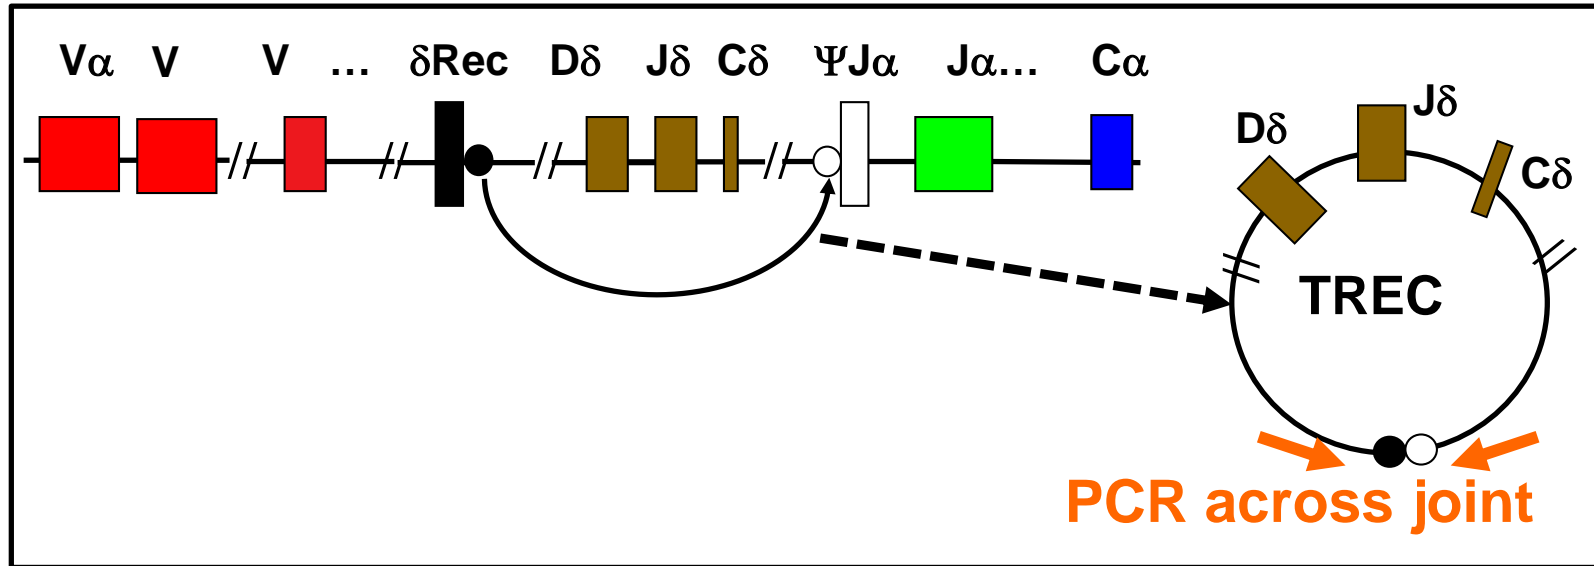 Vα V V … δRec Dδ Jδ Cδ ΨJα Jα… Cα
Jδ
Dδ
Cδ
TREC
PCR across joint